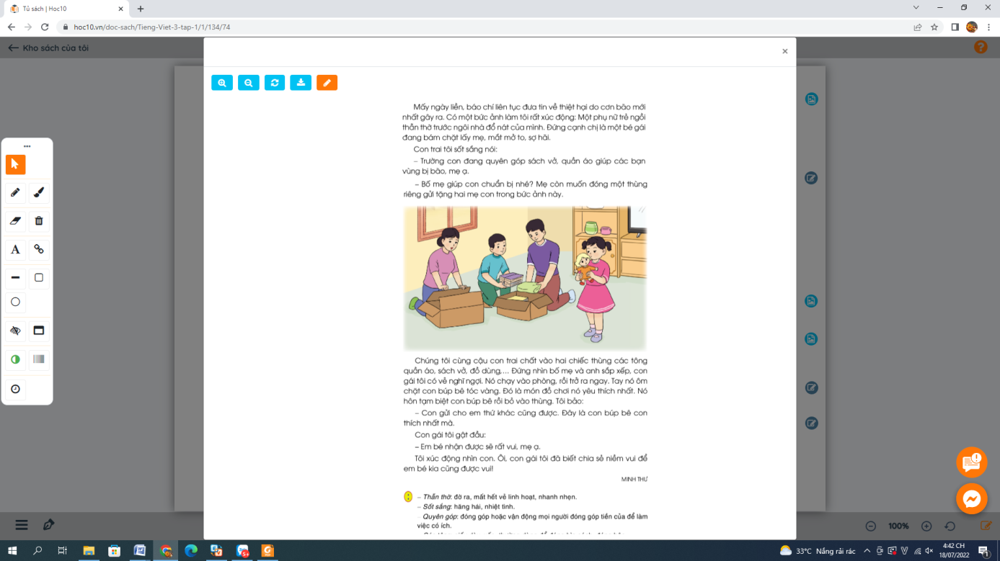 Tủ sách | Hoc10
hoc10.vn/doc-sach/Tieng-Viet-3-tap-1/1/134/74
Kho sách của tôi
Mấy ngày liền, báo chí liên tục đưa tin về thiệt hại do cơn bão mới
nhất gây ra. Có một bức ảnh làm tôi rất xúc động: Một phụ nữ trẻ ngồi
thẫn thờ trước ngôi nhà đổ nát của mình. Đứng cạnh chị là một bé gái
đang bám chặt lấy mẹ, mắt mở to, sợ hãi.
Con trai tôi sốt sắng nói:
– Trường con đang quyên góp sách vở, quần áo giúp các bạn
vùng bị bão, mẹ ạ.
– Bố mẹ giúp con chuẩn bị nhé? Mẹ còn muốn đóng một thùng
riêng gửi tặng hai mẹ con trong bức ảnh này.
Chúng tôi cùng cậu con trai chất vào hai chiếc thùng các tông
quần áo, sách vở, đồ dùng,... Đứng nhìn bố mẹ và anh sắp xếp, con
gái tôi có vẻ nghĩ ngợi. Nó chạy vào phòng, rồi trở ra ngay. Tay nó ôm
chặt con búp bê tóc vàng. Đó là món đồ chơi nó yêu thích nhất. Nó
hôn tạm biệt con búp bê rồi bỏ vào thùng. Tôi bảo:
– Con gửi cho em thứ khác cũng được. Đây là con búp bê con
thích nhất mà.
Con gái tôi gật đầu:
– Em bé nhận được sẽ rất vui, mẹ ạ.
Tôi xúc động nhìn con. Ôi, con gái tôi đã biết chia sẻ niềm vui để
em bé kia cũng được vui!
MINH THƯ
– Thẫn thờ: đờ ra, mất hết vẻ linh hoạt, nhanh nhẹn.
– Sốt sắng: hăng hái, nhiệt tình.
– Quyên góp: đóng góp hoặc vận động mọi người đóng góp tiền của để làm
việc có ích.
100%
33°C Nắng rải rác
4:42 CH
18/07/2022